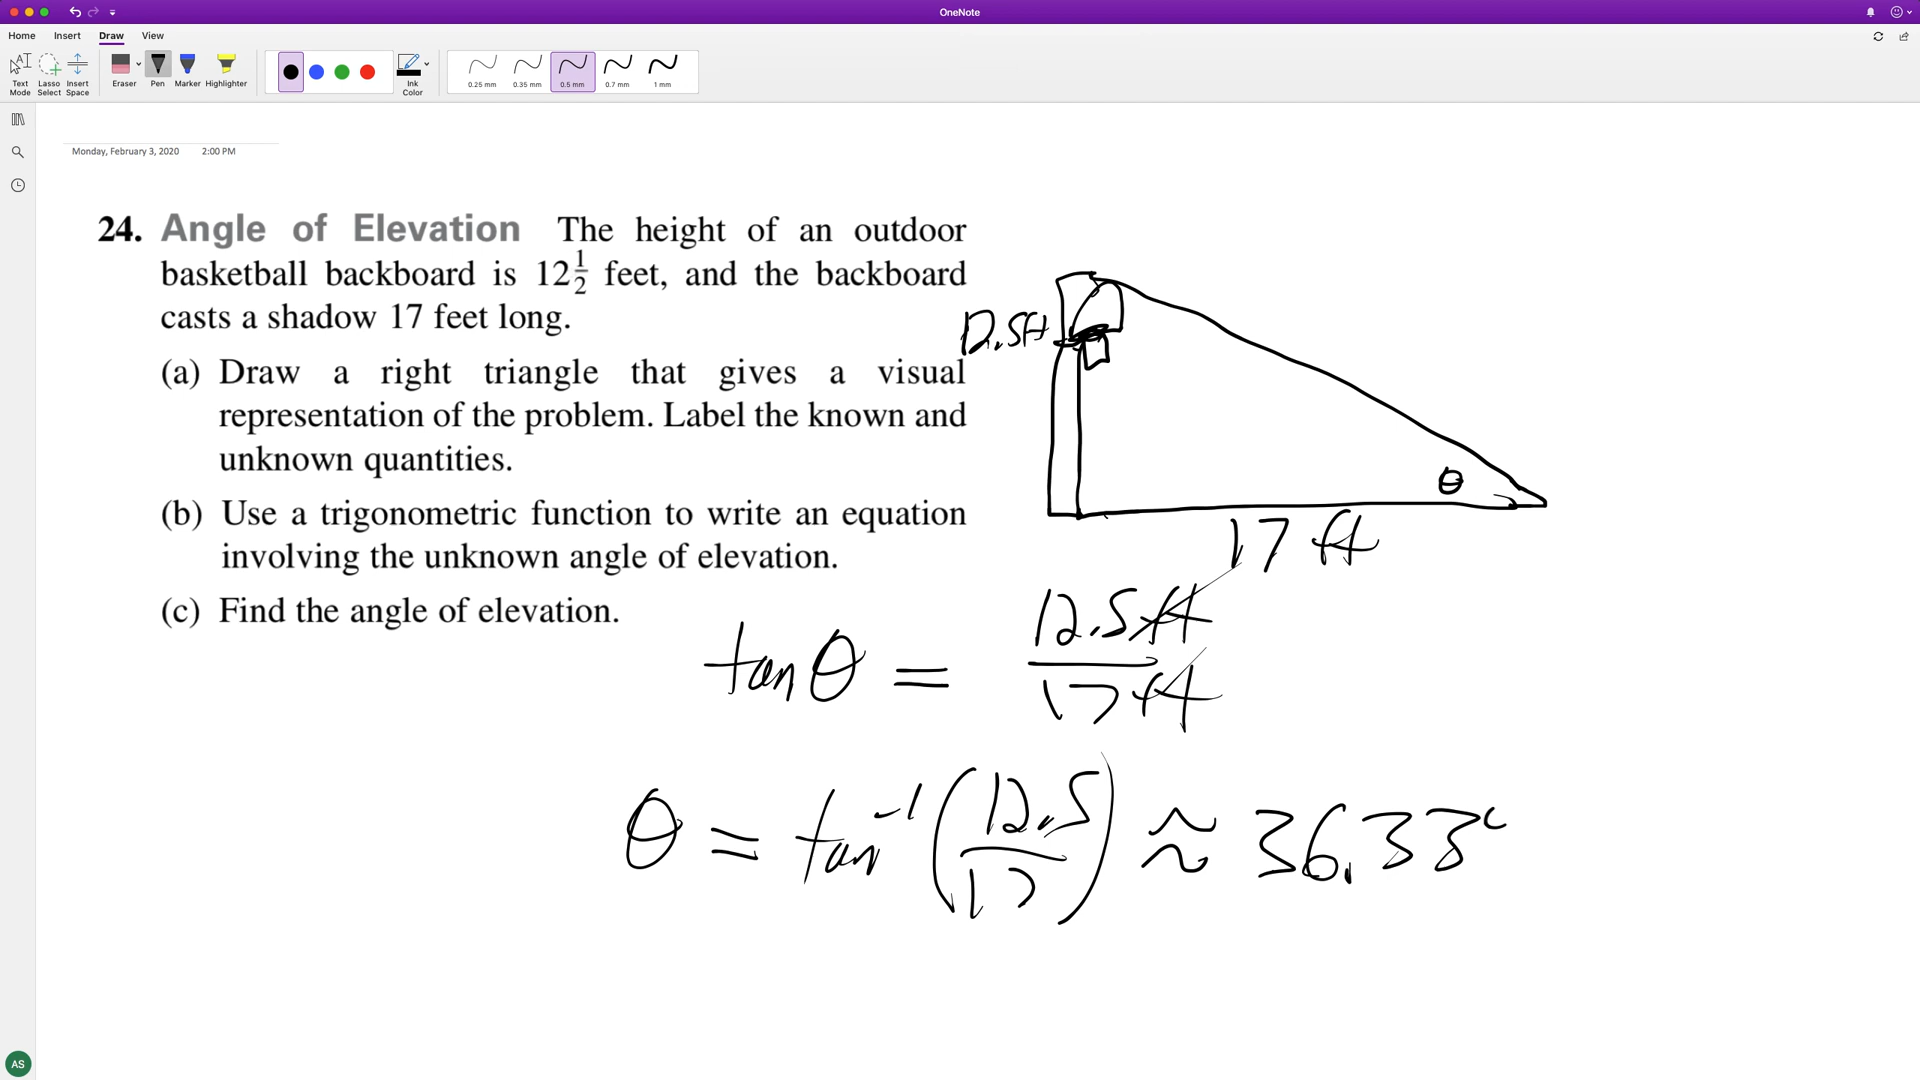 OneNote
Home Insert Draw View
Text Mode Lasso Select Insert Space Eraser Pen Marker Highlighter Ink Color 0.25 mm 0.35 mm 0.5 mm 0.7 mm 1 mm
Monday, February 3, 2020 2:00 PM
24. Angle of Elevation The height of an outdoor
basketball backboard is 12 1/2 feet, and the backboard
casts a shadow 17 feet long.
(a) Draw a right triangle that gives a visual
representation of the problem. Label the known and
unknown quantities.
(b) Use a trigonometric function to write an equation
involving the unknown angle of elevation.
(c) Find the angle of elevation.
12.5ft
θ
17 ft
tan θ = 12.5ft / 17ft
θ = tan⁻¹ (12.5 / 17) ≈ 36.33°
AS